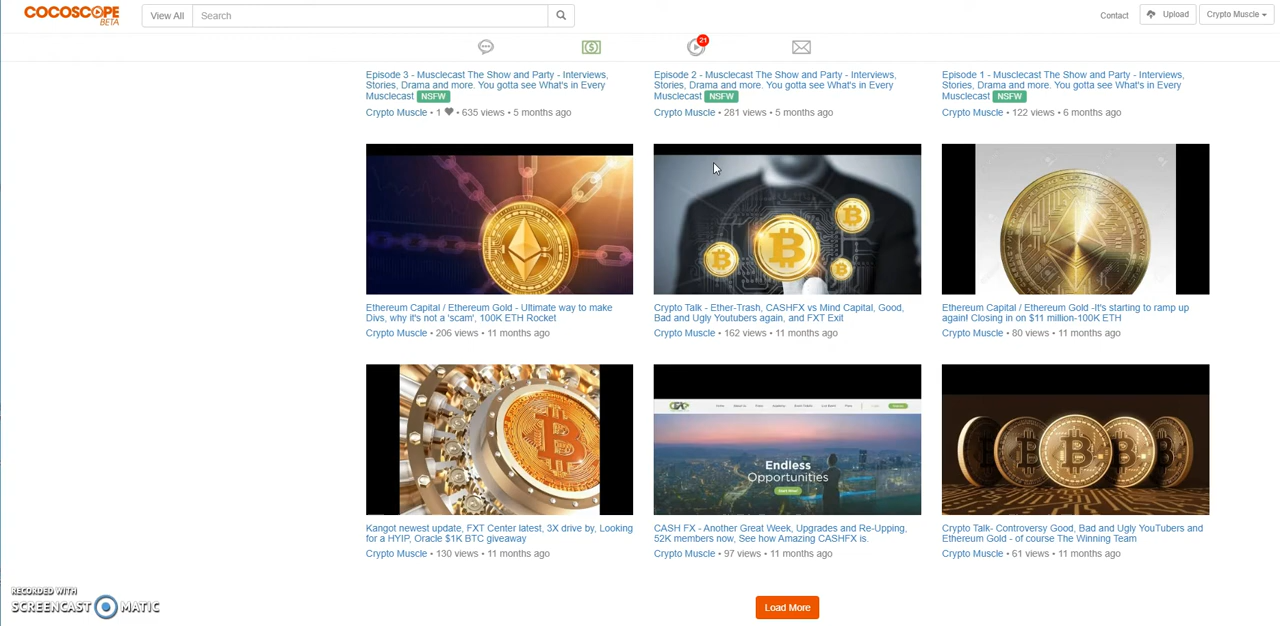 COCOSCOPE
BETA
View All
Search
Contact
Upload
Crypto Muscle
21
Episode 3 - Musclecast The Show and Party - Interviews,
Stories, Drama and more. You gotta see What's in Every
Musclecast NSFW
Crypto Muscle • 1 ♥ • 635 views • 5 months ago
Episode 2 - Musclecast The Show and Party - Interviews,
Stories, Drama and more. You gotta see What's in Every
Musclecast NSFW
Crypto Muscle • 281 views • 5 months ago
Episode 1 - Musclecast The Show and Party - Interviews,
Stories, Drama and more. You gotta see What's in Every
Musclecast NSFW
Crypto Muscle • 122 views • 6 months ago
Ethereum Capital / Ethereum Gold - Ultimate way to make
Divs, why it's not a 'scam', 100K ETH Rocket
Crypto Muscle • 206 views • 11 months ago
Crypto Talk - Ether-Trash, CASHFX vs Mind Capital, Good,
Bad and Ugly Youtubers again, and FXT Exit
Crypto Muscle • 162 views • 11 months ago
Ethereum Capital / Ethereum Gold -It's starting to ramp up
again! Closing in on $11 million-100K ETH
Crypto Muscle • 80 views • 11 months ago
Endless
Opportunities
Kangot newest update, FXT Center latest, 3X drive by, Looking
for a HYIP, Oracle $1K BTC giveaway
Crypto Muscle • 130 views • 11 months ago
CASH FX - Another Great Week, Upgrades and Re-Upping,
52K members now, See how Amazing CASHFX is.
Crypto Muscle • 97 views • 11 months ago
Crypto Talk- Controversy Good, Bad and Ugly YouTubers and
Ethereum Gold - of course The Winning Team
Crypto Muscle • 61 views • 11 months ago
RECORDED WITH
SCREENCAST MATIC
Load More